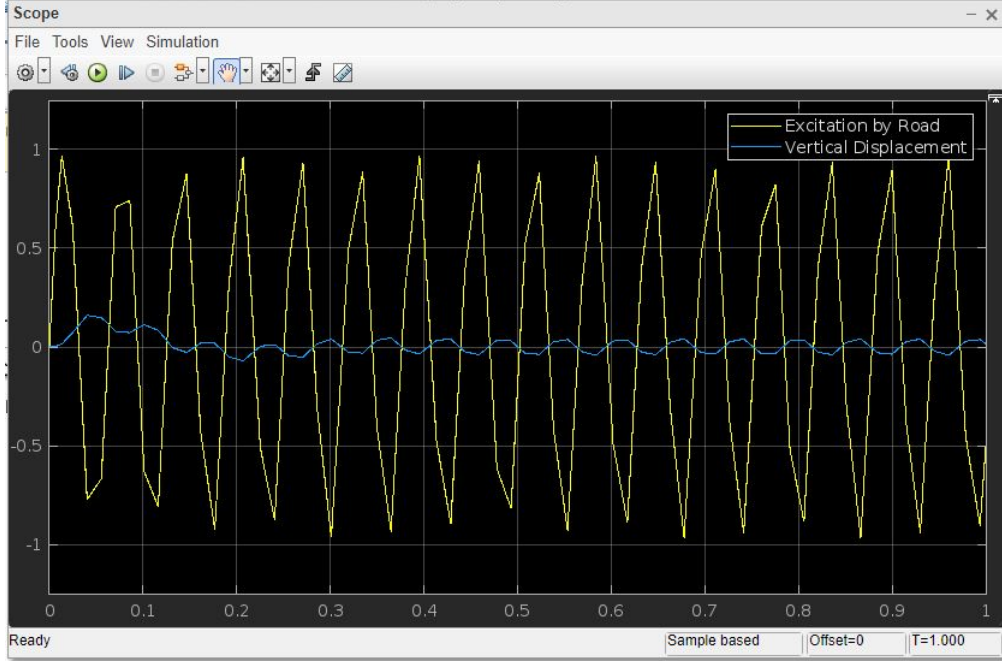 Scope
File Tools View Simulation
Excitation by Road
Vertical Displacement
1
0.5
0
-0.5
-1
0 0.1 0.2 0.3 0.4 0.5 0.6 0.7 0.8 0.9 1
Ready Sample based Offset=0 T=1.000